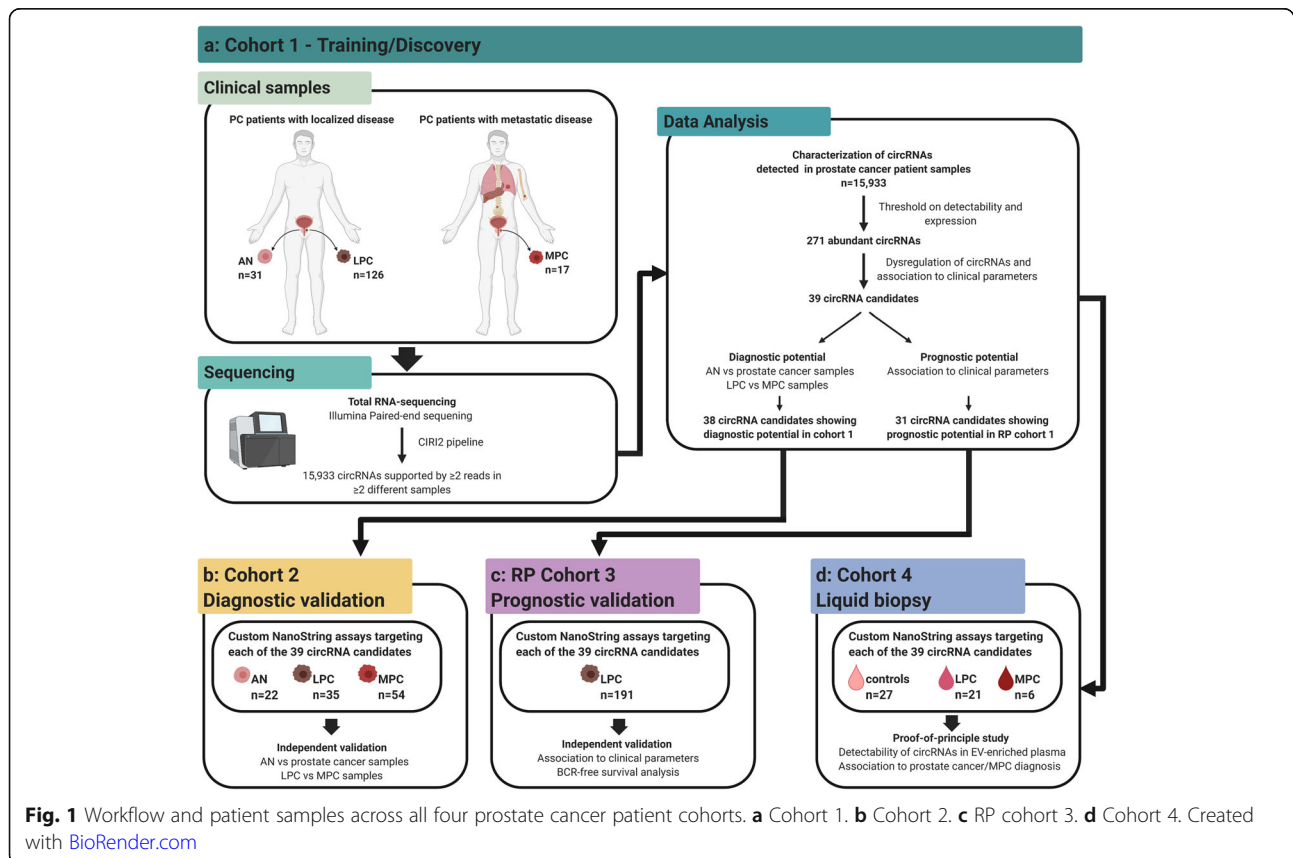 a: Cohort 1 - Training/Discovery
Clinical samples
PC patients with localized disease
PC patients with metastatic disease
AN
n=31
LPC
n=126
MPC
n=17
Sequencing
Total RNA-sequencing
Illumina Paired-end sequencing
CIRI2 pipeline
15,933 circRNAs supported by ≥2 reads in
≥2 different samples
Data Analysis
Characterization of circRNAs
detected in prostate cancer patient samples
n=15,933
Threshold on detectability and
expression
271 abundant circRNAs
Dysregulation of circRNAs and
association to clinical parameters
39 circRNA candidates
Diagnostic potential
AN vs prostate cancer samples
LPC vs MPC samples
38 circRNA candidates showing
diagnostic potential in cohort 1
Prognostic potential
Association to clinical parameters
31 circRNA candidates showing
prognostic potential in RP cohort 1
b: Cohort 2
Diagnostic validation
Custom NanoString assays targeting
each of the 39 circRNA candidates
AN
n=22
LPC
n=35
MPC
n=54
Independent validation
AN vs prostate cancer samples
LPC vs MPC samples
c: RP Cohort 3
Prognostic validation
Custom NanoString assays targeting
each of the 39 circRNA candidates
LPC
n=191
Independent validation
Association to clinical parameters
BCR-free survival analysis
d: Cohort 4
Liquid biopsy
Custom NanoString assays targeting
each of the 39 circRNA candidates
controls
n=27
LPC
n=21
MPC
n=6
Proof-of-principle study
Detectability of circRNAs in EV-enriched plasma
Association to prostate cancer/MPC diagnosis
Fig. 1 Workflow and patient samples across all four prostate cancer patient cohorts. a Cohort 1. b Cohort 2. c RP cohort 3. d Cohort 4. Created
with BioRender.com